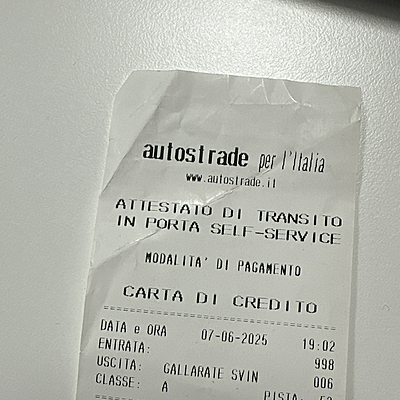 autostrade per l'Italia
www.autostrade.it
ATTESTATO DI TRANSITO
IN PORTA SELF-SERVICE
MODALITA' DI PAGAMENTO
CARTA DI CREDITO
DATA e ORA 07-06-2025 19:02
ENTRATA: 998
USCITA: GALLARATE SVIN 006
CLASSE: A
PISTA: